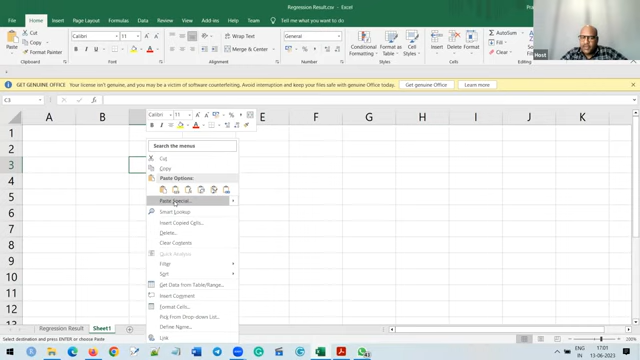 Regression Result.csv - Excel
File Home Insert Page Layout Formulas Data Review View Add-ins Help Team Tell me what you want to do
Cut
Copy
Format Painter
Paste
Clipboard
Calibri 11
Font
Wrap Text
Merge & Center
Alignment
General
Number
Conditional Formatting
Format as Table
Cell Styles
Styles
Insert Delete Format
Cells
AutoSum
Fill
Clear
Host
GET GENUINE OFFICE Your license isn't genuine, and you may be a victim of software counterfeiting. Avoid interruption and keep your files safe with genuine Office today. Get genuine Office Learn more
C3
A B E F G H I J K
1
2
3
4
5
6
7
8
9
10
11
12
Calibri 11
Search the menus
Cut
Copy
Paste Options:
Paste Special...
Smart Lookup
Insert Copied Cells...
Delete...
Clear Contents
Quick Analysis
Filter
Sort
Get Data from Table/Range...
Insert Comment
Format Cells...
Pick From Drop-down List...
Define Name...
Link
Regression Result Sheet1
Select destination and press ENTER or choose Paste
200%
ENG
IN
17:01
13-06-2023